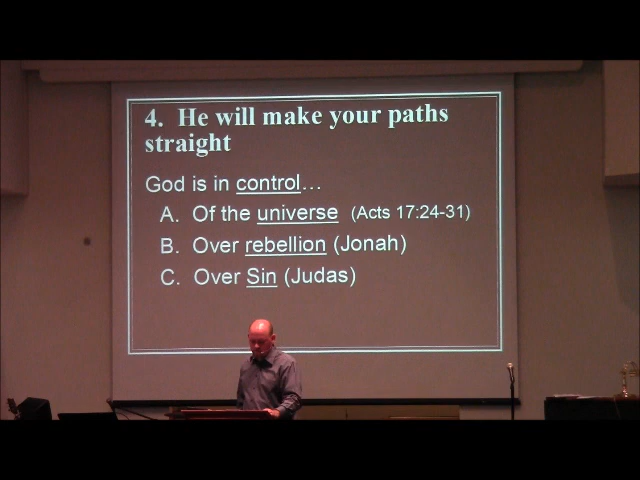 4. He will make your paths
straight
God is in control...
A. Of the universe (Acts 17:24-31)
B. Over rebellion (Jonah)
C. Over Sin (Judas)